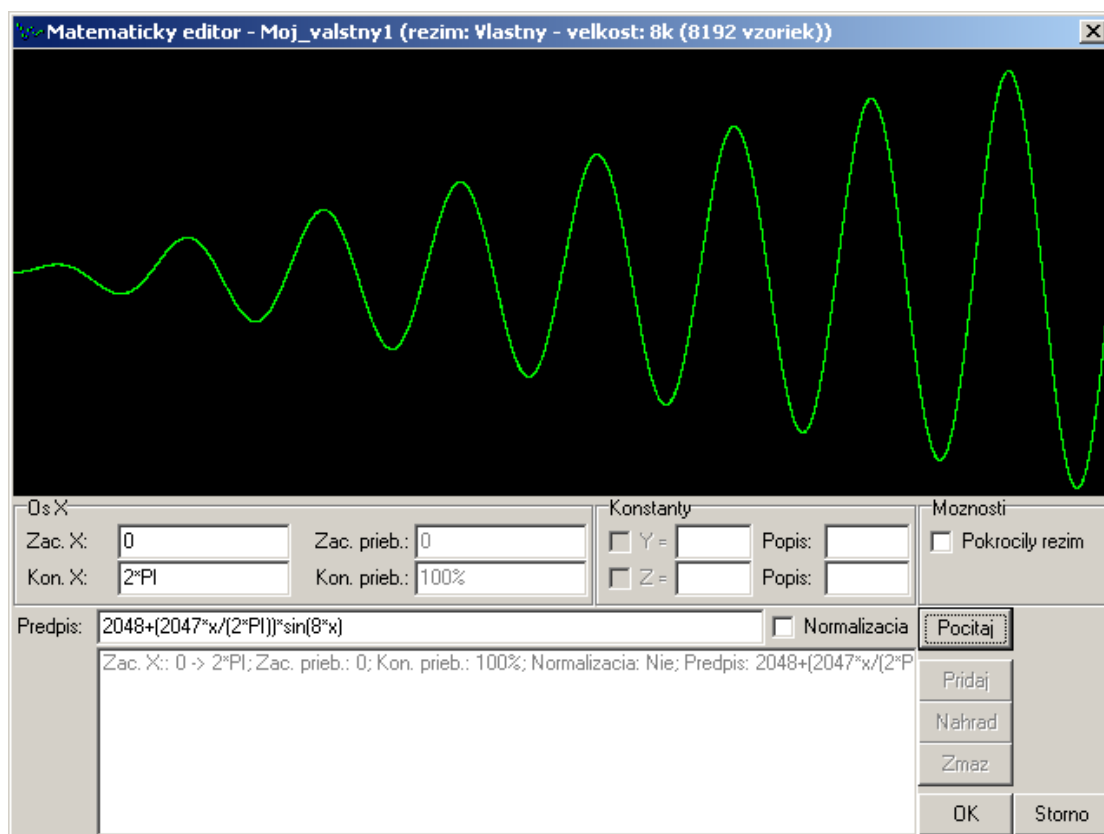 Matematicky editor - Moj_valstny1 (rezim: Vlastny - velkost: 8k (8192 vzoriek))
Os X
Konstanty
Moznosti
Zac. X: 0 Zac. prieb.: 0 Y = Popis: Pokrocily rezim
Kon. X: 2*PI Kon. prieb.: 100% Z = Popis:
Predpis: 2048+(2047*x/(2*PI))*sin(8*x) Normalizacia Pocitaj
Zac. X:: 0 -> 2*PI; Zac. prieb.: 0; Kon. prieb.: 100%; Normalizacia: Nie; Predpis: 2048+(2047*x/(2*P
Pridaj
Nahrad
Zmaz
OK Storno